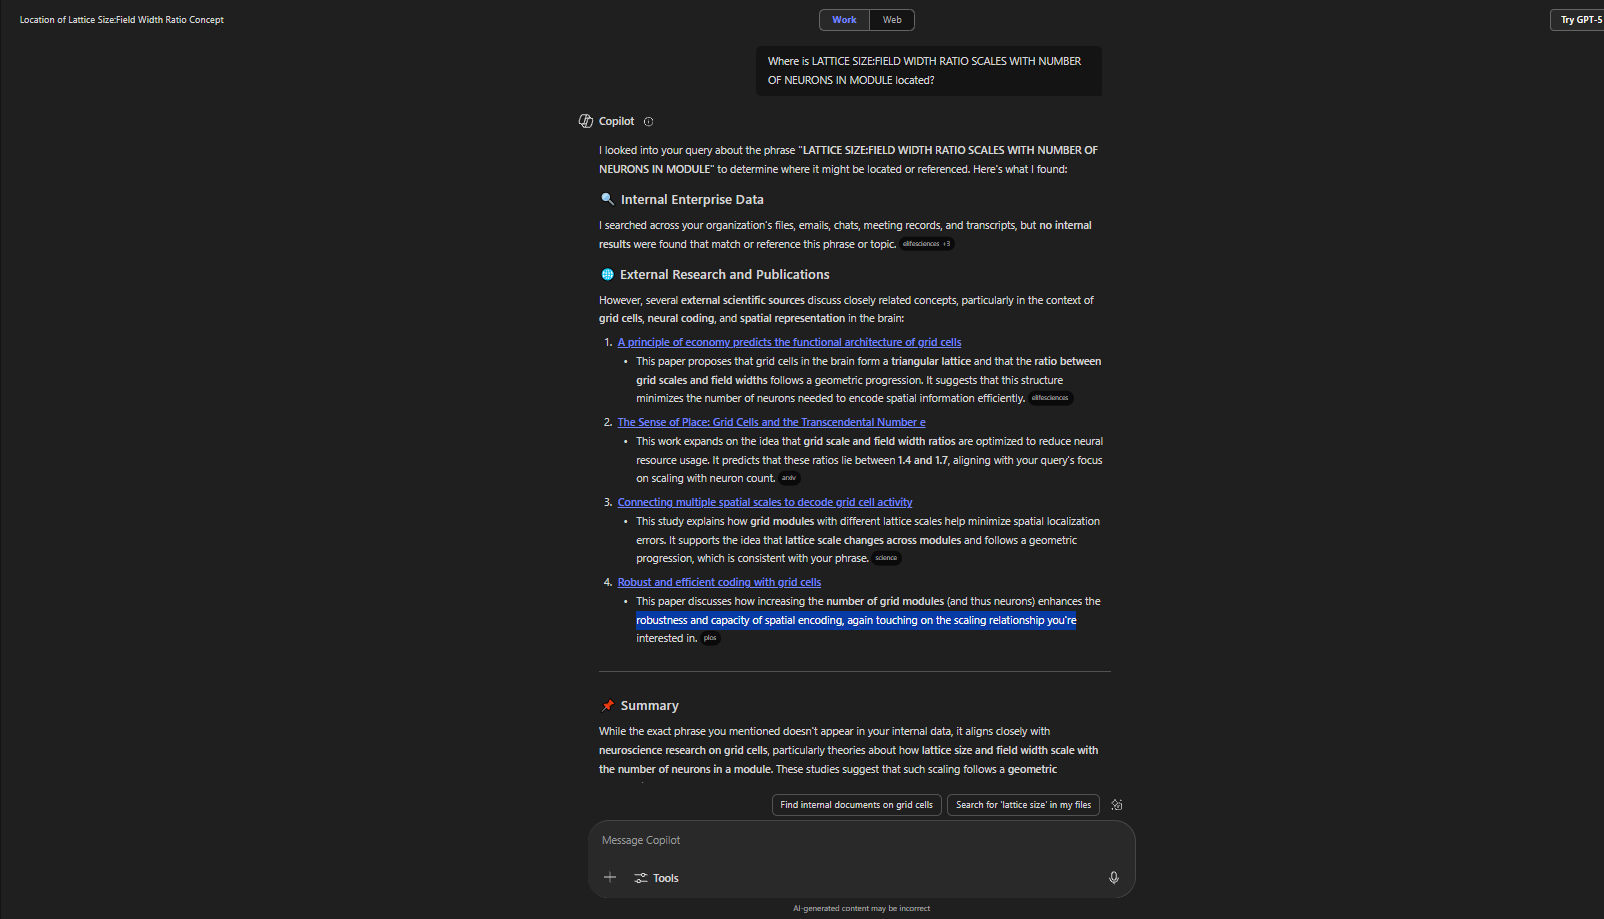 Location of Lattice Size:Field Width Ratio Concept
Work
Web
Try GPT-5
Where is LATTICE SIZE:FIELD WIDTH RATIO SCALES WITH NUMBER
OF NEURONS IN MODULE located?
Copilot
I looked into your query about the phrase "LATTICE SIZE:FIELD WIDTH RATIO SCALES WITH NUMBER OF
NEURONS IN MODULE" to determine where it might be located or referenced. Here's what I found:
Internal Enterprise Data
I searched across your organization's files, emails, chats, meeting records, and transcripts, but no internal
results were found that match or reference this phrase or topic. elifesciences +3
External Research and Publications
However, several external scientific sources discuss closely related concepts, particularly in the context of
grid cells, neural coding, and spatial representation in the brain:
1. A principle of economy predicts the functional architecture of grid cells
• This paper proposes that grid cells in the brain form a triangular lattice and that the ratio between
grid scales and field widths follows a geometric progression. It suggests that this structure
minimizes the number of neurons needed to encode spatial information efficiently. elifesciences
2. The Sense of Place: Grid Cells and the Transcendental Number e
• This work expands on the idea that grid scale and field width ratios are optimized to reduce neural
resource usage. It predicts that these ratios lie between 1.4 and 1.7, aligning with your query's focus
on scaling with neuron count. arxiv
3. Connecting multiple spatial scales to decode grid cell activity
• This study explains how grid modules with different lattice scales help minimize spatial localization
errors. It supports the idea that lattice scale changes across modules and follows a geometric
progression, which is consistent with your phrase. science
4. Robust and efficient coding with grid cells
• This paper discusses how increasing the number of grid modules (and thus neurons) enhances the
robustness and capacity of spatial encoding, again touching on the scaling relationship you're
interested in. plos
Summary
While the exact phrase you mentioned doesn't appear in your internal data, it aligns closely with
neuroscience research on grid cells, particularly theories about how lattice size and field width scale with
the number of neurons in a module. These studies suggest that such scaling follows a geometric
Find internal documents on grid cells
Search for 'lattice size' in my files
Message Copilot
Tools
AI-generated content may be incorrect